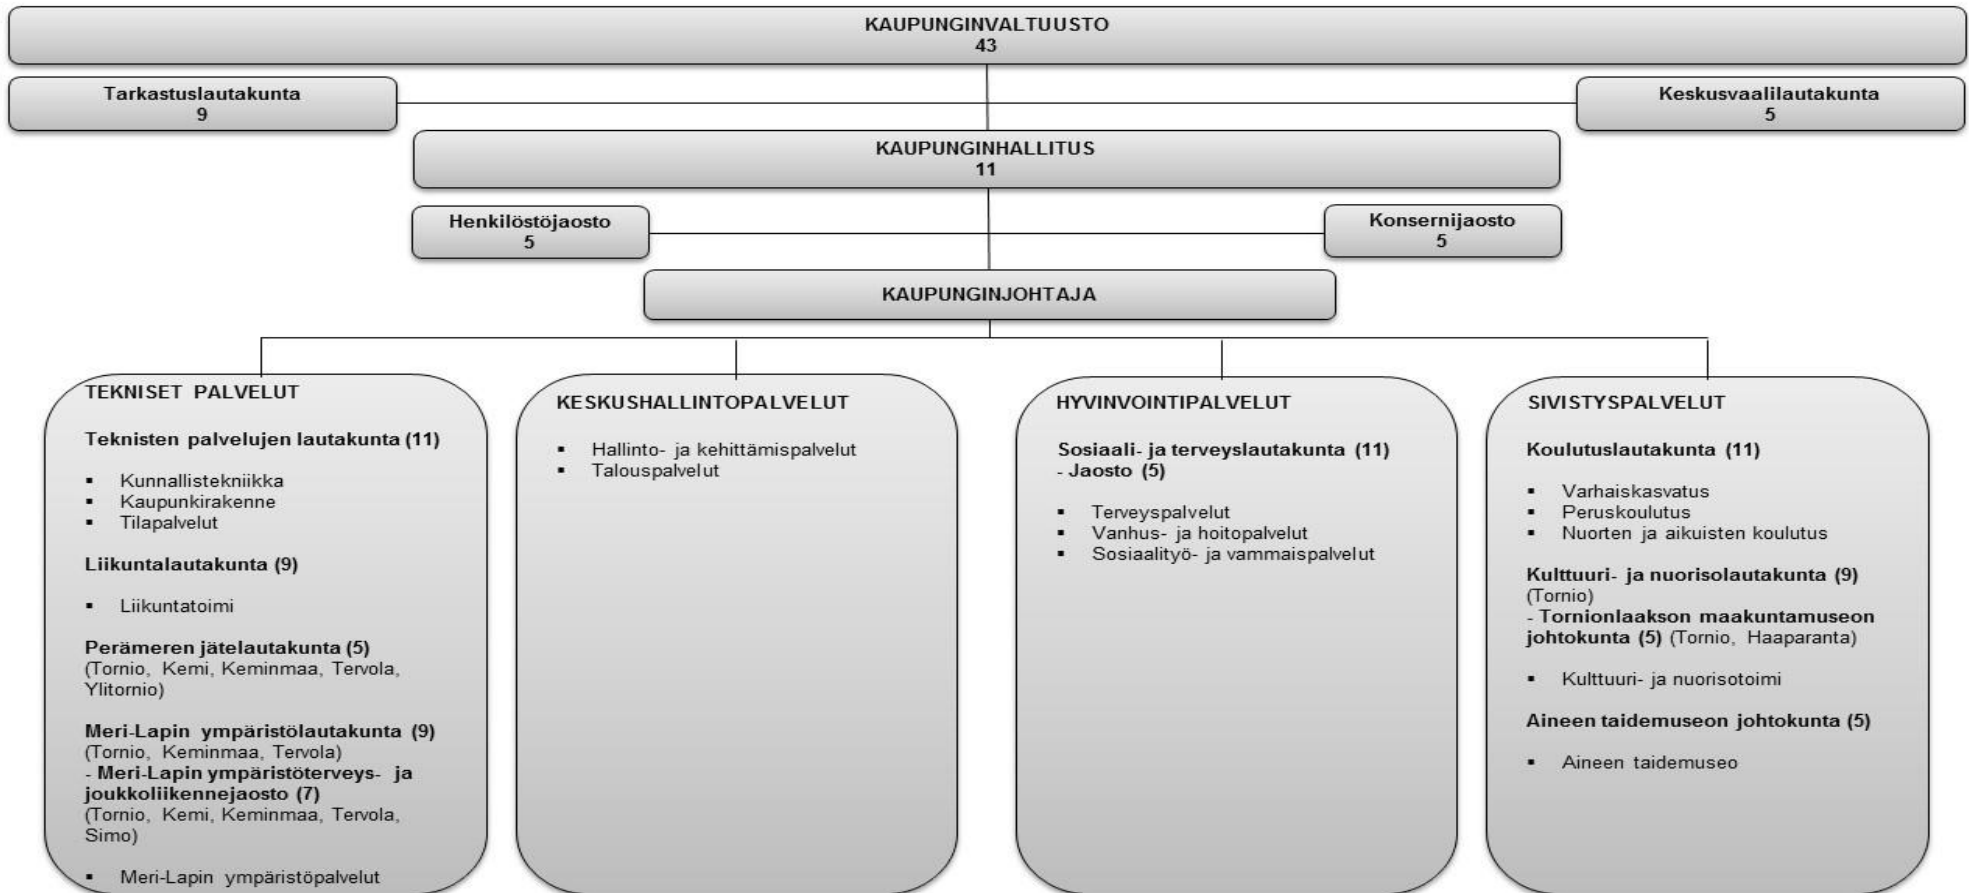 KAUPUNGINVALTUUSTO
43
Tarkastuslautakunta
9
Keskusvaalilautakunta
5
KAUPUNGINHALLITUS
11
Henkilöstöjaosto
5
Konsernijaosto
5
KAUPUNGINJOHTAJA
TEKNISET PALVELUT
Teknisten palvelujen lautakunta (11)
▪ Kunnallistekniikka
▪ Kaupunkirakenne
▪ Tilapalvelut
Liikuntalautakunta (9)
▪ Liikuntatoimi
Perämeren jätelautakunta (5)
(Tornio, Kemi, Keminmaa, Tervola,
Ylitornio)
Meri-Lapin ympäristölautakunta (9)
(Tornio, Keminmaa, Tervola)
- Meri-Lapin ympäristöterveys- ja
joukkoliikennejaosto (7)
(Tornio, Kemi, Keminmaa, Tervola,
Simo)
▪ Meri-Lapin ympäristöpalvelut
KESKUSHALLINTOPALVELUT
▪ Hallinto- ja kehittämispalvelut
▪ Talouspalvelut
HYVINVOINTIPALVELUT
Sosiaali- ja terveyslautakunta (11)
- Jaosto (5)
▪ Terveyspalvelut
▪ Vanhus- ja hoitopalvelut
▪ Sosiaalityö- ja vammaispalvelut
SIVISTYSPALVELUT
Koulutuslautakunta (11)
▪ Varhaiskasvatus
▪ Peruskoulutus
▪ Nuorten ja aikuisten koulutus
Kulttuuri- ja nuorisolautakunta (9)
(Tornio)
- Tornionlaakson maakuntamuseon
johtokunta (5) (Tornio, Haaparanta)
▪ Kulttuuri- ja nuorisotoimi
Aineen taidemuseon johtokunta (5)
▪ Aineen taidemuseo